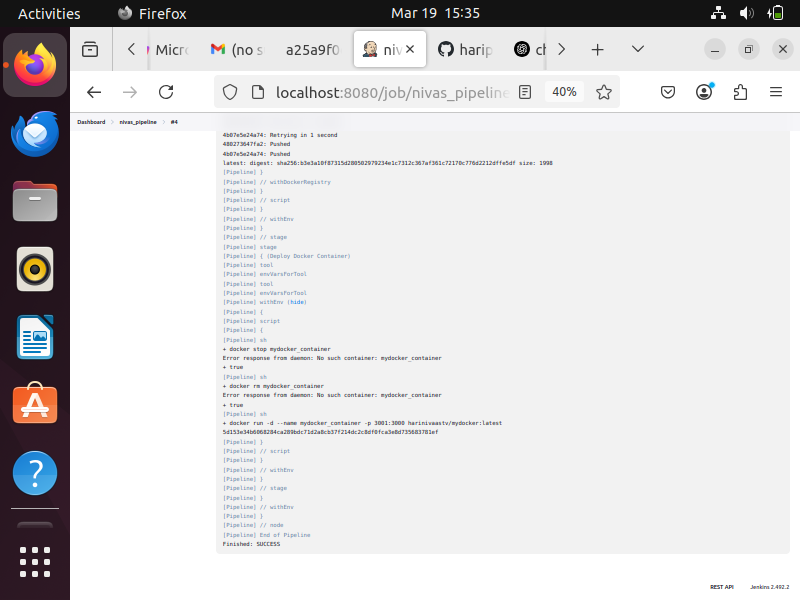 Activities
Firefox
Mar 19 15:35
Micro
(no s
a25a9f0
niv
harip
ch
localhost:8080/job/nivas_pipeline
40%
Dashboard > nivas_pipeline > #4
4b07e5e24a74: Retrying in 1 second
480273647fa2: Pushed
4b07e5e24a74: Pushed
latest: digest: sha256:b3e3a10f87315d280502979234e1c7312c367af361c72170c776d2212dffe5df size: 1998
[Pipeline] }
[Pipeline] // withDockerRegistry
[Pipeline] }
[Pipeline] // script
[Pipeline] }
[Pipeline] // withEnv
[Pipeline] }
[Pipeline] // stage
[Pipeline] stage
[Pipeline] { (Deploy Docker Container)
[Pipeline] tool
[Pipeline] envVarsForTool
[Pipeline] tool
[Pipeline] envVarsForTool
[Pipeline] withEnv (hide)
[Pipeline] {
[Pipeline] script
[Pipeline] {
[Pipeline] sh
+ docker stop mydocker_container
Error response from daemon: No such container: mydocker_container
+ true
[Pipeline] sh
+ docker rm mydocker_container
Error response from daemon: No such container: mydocker_container
+ true
[Pipeline] sh
+ docker run -d --name mydocker_container -p 3001:3000 harinivaastv/mydocker:latest
5d153e34b6068284ca289bdc71d2a8cb37f214dc2c8df0fca3e8d735683781ef
[Pipeline] }
[Pipeline] // script
[Pipeline] }
[Pipeline] // withEnv
[Pipeline] }
[Pipeline] // stage
[Pipeline] }
[Pipeline] // withEnv
[Pipeline] }
[Pipeline] // node
[Pipeline] End of Pipeline
Finished: SUCCESS
REST API
Jenkins 2.492.2